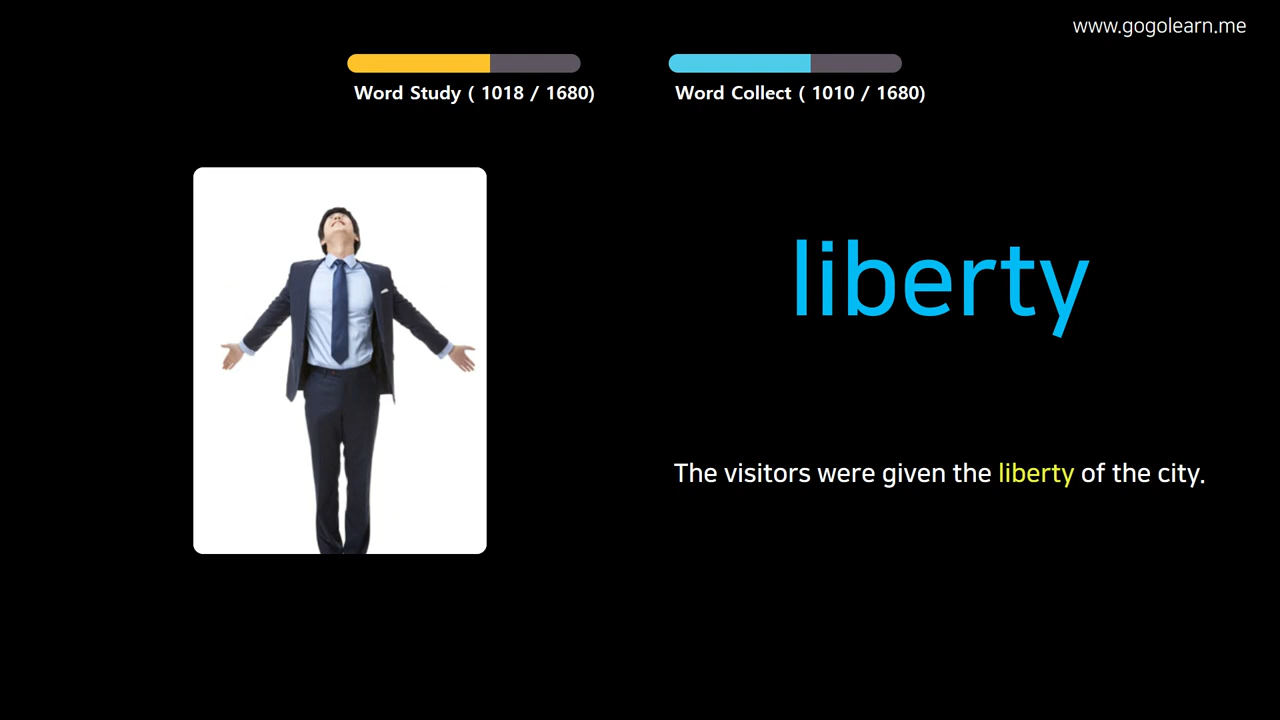 www.gogolearn.me
Word Study ( 1018 / 1680)
Word Collect ( 1010 / 1680)
liberty
The visitors were given the liberty of the city.